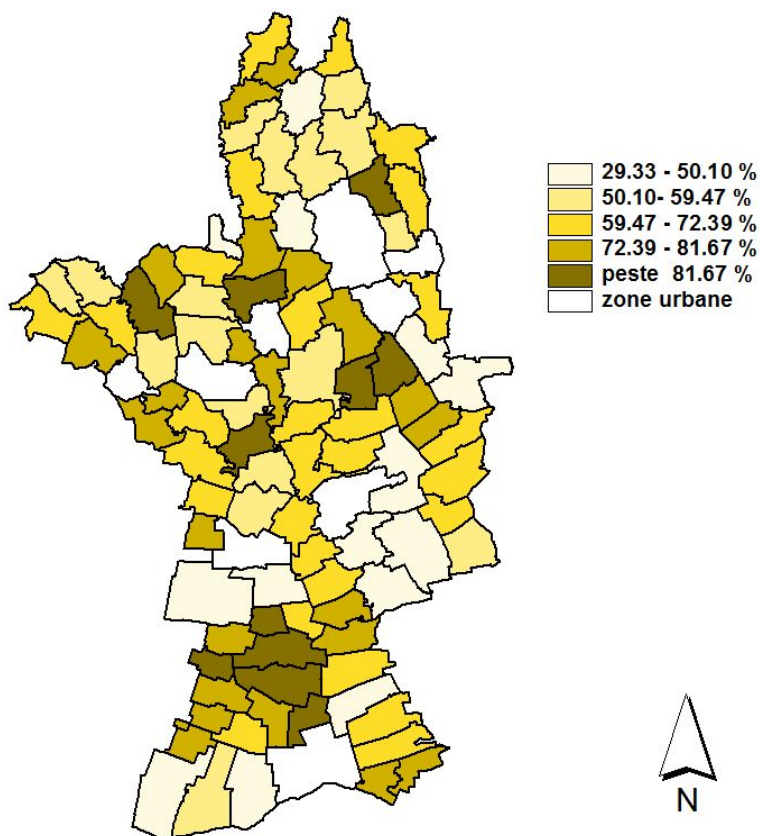 29.33 - 50.10 %
50.10- 59.47 %
59.47 - 72.39 %
72.39 - 81.67 %
peste 81.67 %
zone urbane
N